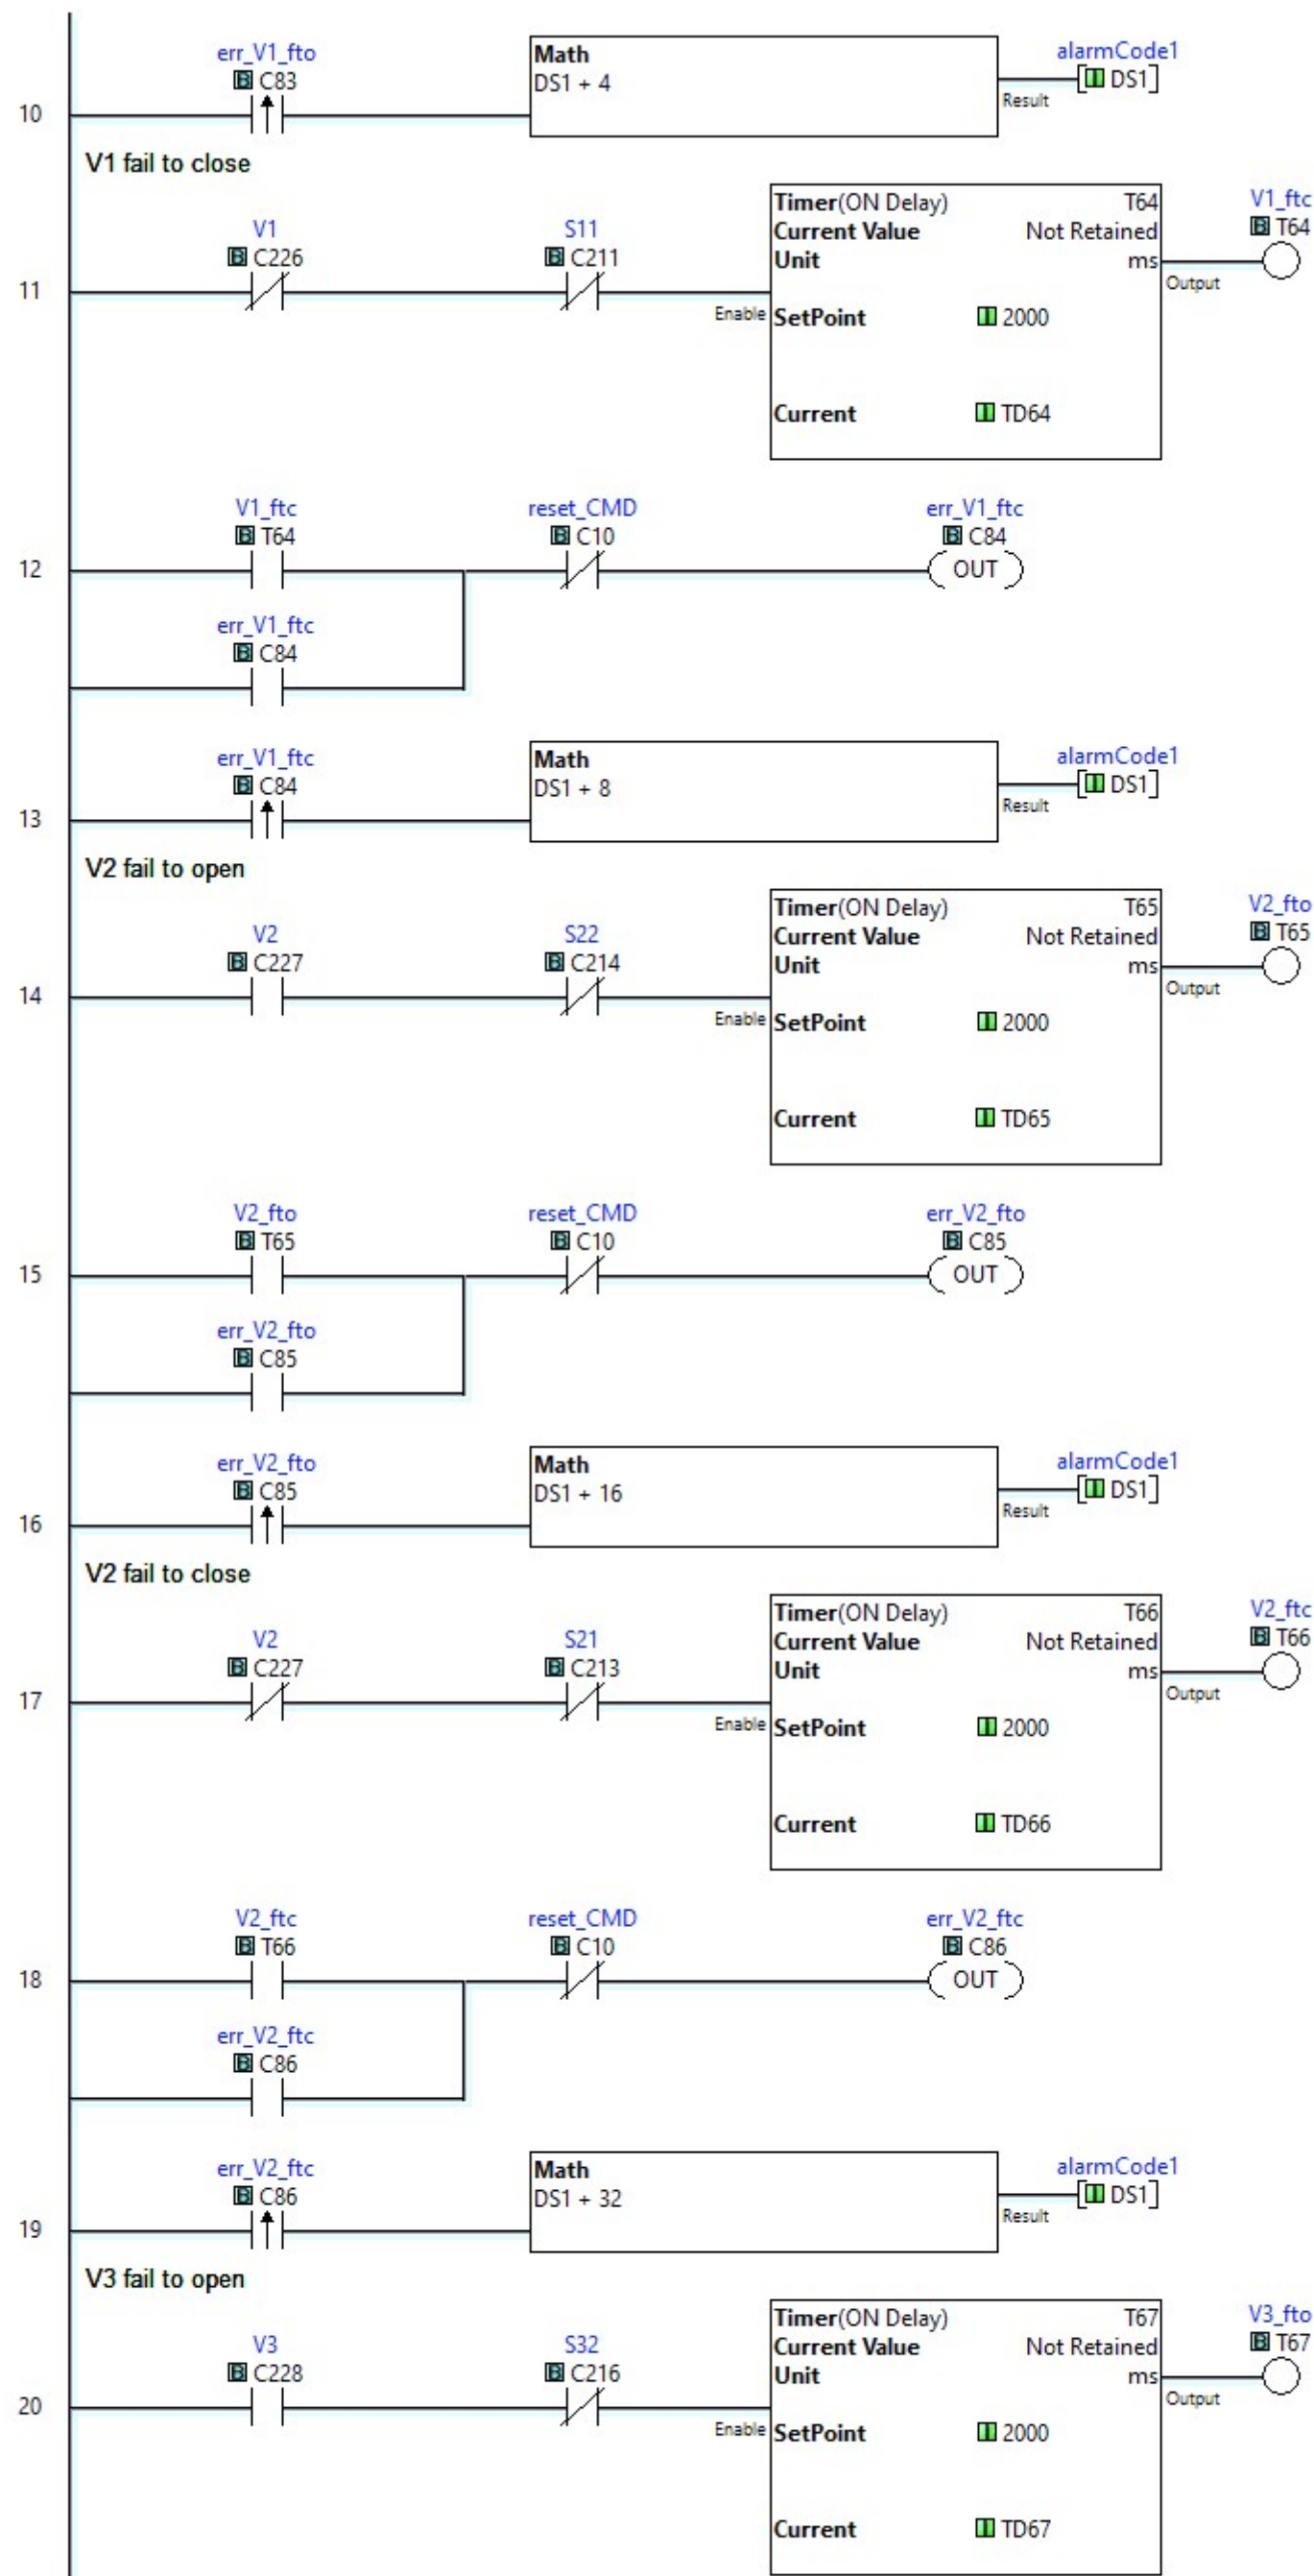 err_V1_fto
B C83
Math
DS1 + 4
alarmCode1
DS1
Result
10
V1 fail to close
V1
B C226
S11
B C211
Timer(ON Delay) T64
Current Value Not Retained
Unit ms
Enable SetPoint 2000
Current TD64
Output
V1_ftc
B T64
11
V1_ftc
B T64
reset_CMD
B C10
err_V1_ftc
B C84
OUT
12
err_V1_ftc
B C84
err_V1_ftc
B C84
Math
DS1 + 8
alarmCode1
DS1
Result
13
V2 fail to open
V2
B C227
S22
B C214
Timer(ON Delay) T65
Current Value Not Retained
Unit ms
Enable SetPoint 2000
Current TD65
Output
V2_fto
B T65
14
V2_fto
B T65
reset_CMD
B C10
err_V2_fto
B C85
OUT
15
err_V2_fto
B C85
err_V2_fto
B C85
Math
DS1 + 16
alarmCode1
DS1
Result
16
V2 fail to close
V2
B C227
S21
B C213
Timer(ON Delay) T66
Current Value Not Retained
Unit ms
Enable SetPoint 2000
Current TD66
Output
V2_ftc
B T66
17
V2_ftc
B T66
reset_CMD
B C10
err_V2_ftc
B C86
OUT
18
err_V2_ftc
B C86
err_V2_ftc
B C86
Math
DS1 + 32
alarmCode1
DS1
Result
19
V3 fail to open
V3
B C228
S32
B C216
Timer(ON Delay) T67
Current Value Not Retained
Unit ms
Enable SetPoint 2000
Current TD67
Output
V3_fto
B T67
20